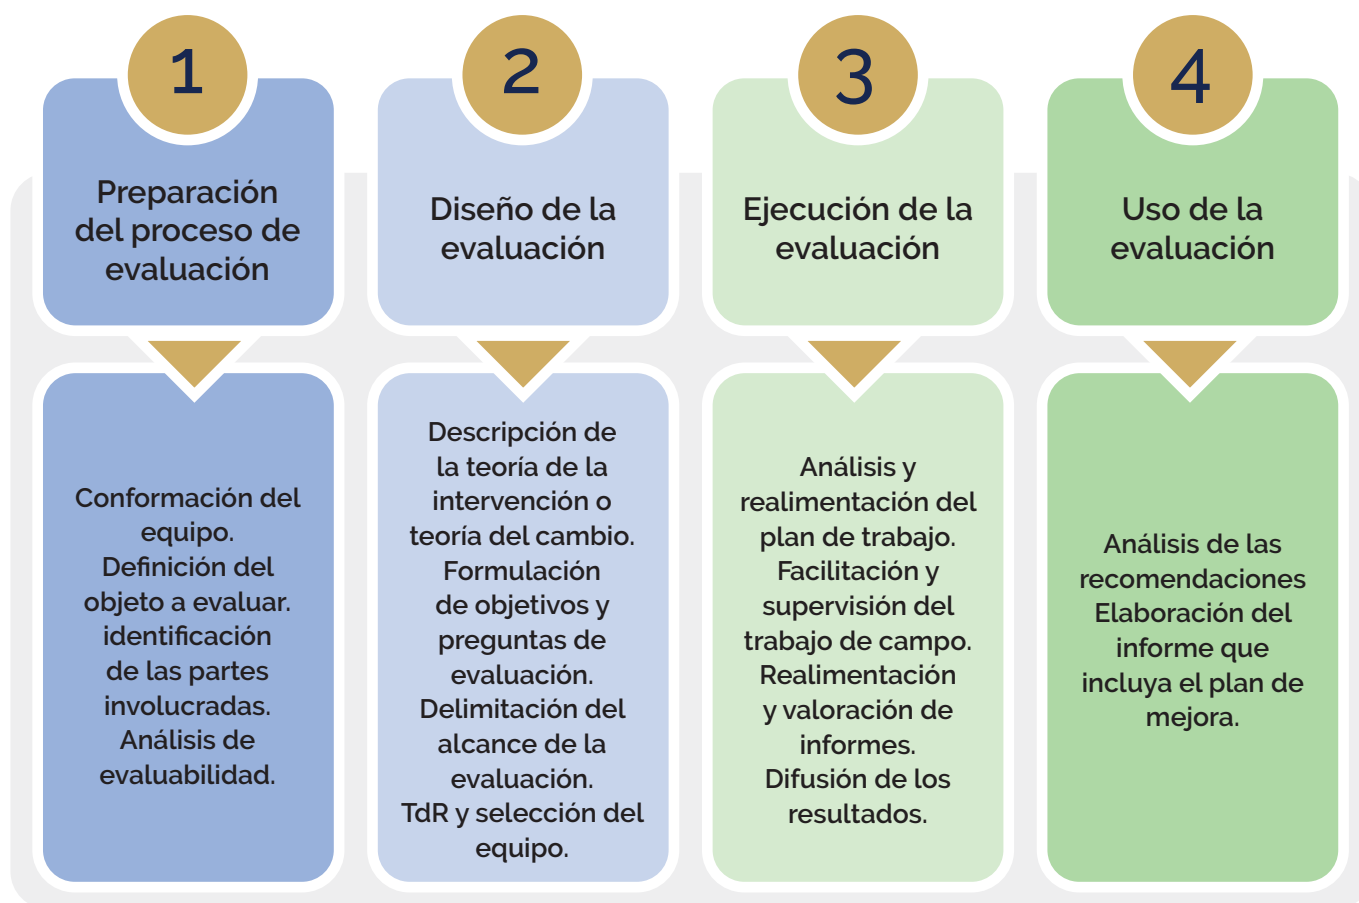 1
Preparación
del proceso de
evaluación
Conformación del
equipo.
Definición del
objeto a evaluar.
identificación
de las partes
involucradas.
Análisis de
evaluabilidad.
2
Diseño de la
evaluación
Descripción de
la teoría de la
intervención o
teoría del cambio.
Formulación
de objetivos y
preguntas de
evaluación.
Delimitación del
alcance de la
evaluación.
TdR y selección del
equipo.
3
Ejecución de la
evaluación
Análisis y
realimentación del
plan de trabajo.
Facilitación y
supervisión del
trabajo de campo.
Realimentación
y valoración de
informes.
Difusión de los
resultados.
4
Uso de la
evaluación
Análisis de las
recomendaciones
Elaboración del
informe que
incluya el plan de
mejora.